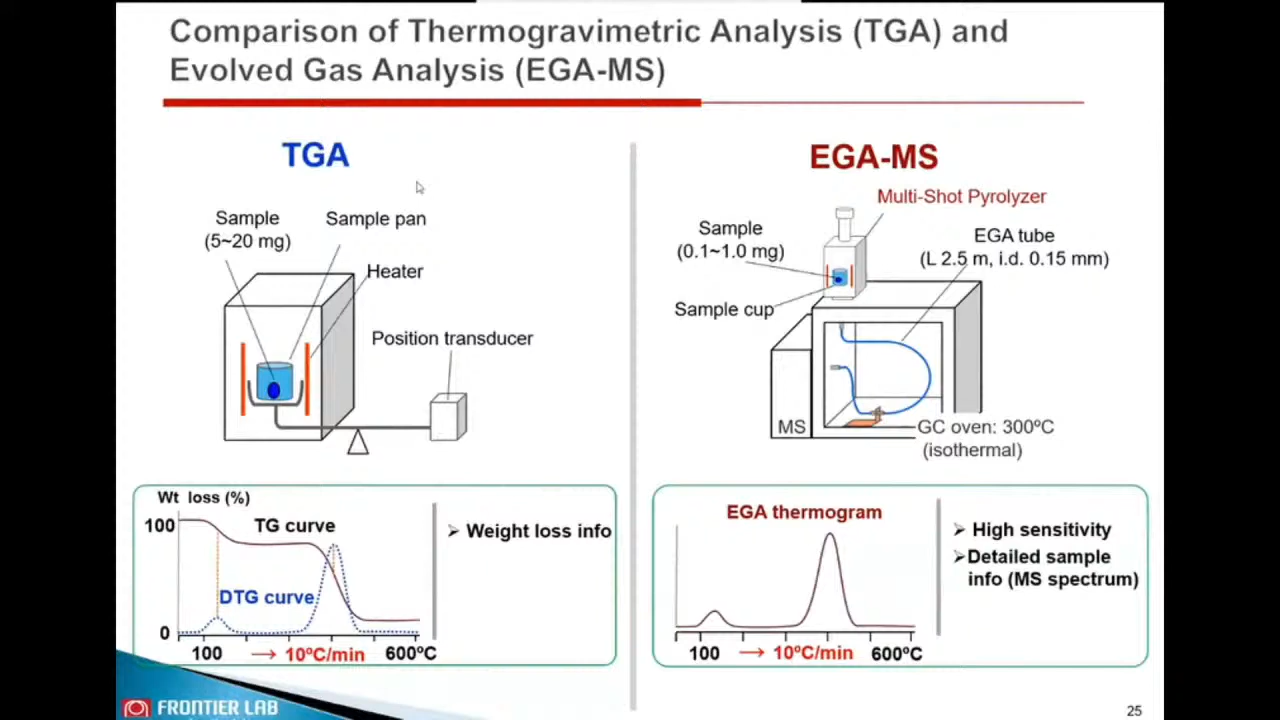 Comparison of Thermogravimetric Analysis (TGA) and
Evolved Gas Analysis (EGA-MS)
TGA
Sample
(5~20 mg)
Sample pan
Heater
Position transducer
Wt loss (%)
100
TG curve
DTG curve
0
100 → 10ºC/min 600ºC
➢ Weight loss info
EGA-MS
Multi-Shot Pyrolyzer
Sample
(0.1~1.0 mg)
EGA tube
(L 2.5 m, i.d. 0.15 mm)
Sample cup
MS
GC oven: 300ºC
(isothermal)
EGA thermogram
100 → 10ºC/min 600ºC
➢ High sensitivity
➢Detailed sample
info (MS spectrum)
FRONTIER LAB
25